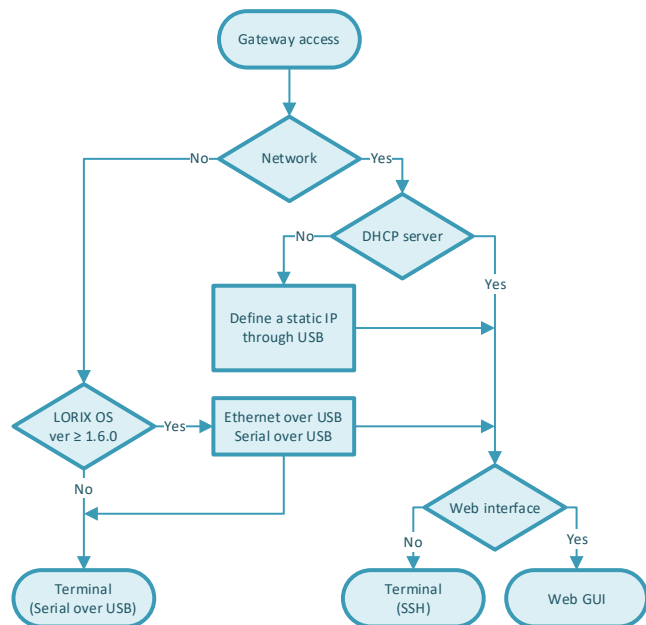 Gateway access
Network
No
Yes
DHCP server
No
Yes
Define a static IP
through USB
LORIX OS
ver ≥ 1.6.0
Yes
Ethernet over USB
Serial over USB
No
Web interface
No
Yes
Terminal
(Serial over USB)
Terminal
(SSH)
Web GUI